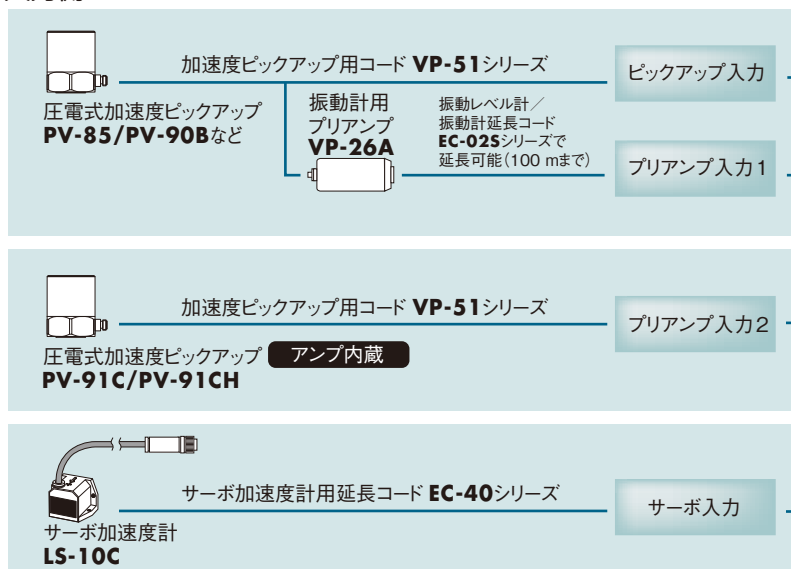 加速度ピックアップ用コード VP-51シリーズ
ピックアップ入力
圧電式加速度ピックアップ
PV-85/PV-90Bなど
振動計用
プリアンプ
VP-26A
振動レベル計／
振動計延長コード
EC-02Sシリーズで
延長可能（100 mまで）
プリアンプ入力1
加速度ピックアップ用コード VP-51シリーズ
プリアンプ入力2
圧電式加速度ピックアップ アンプ内蔵
PV-91C/PV-91CH
サーボ加速度計用延長コード EC-40シリーズ
サーボ入力
サーボ加速度計
LS-10C